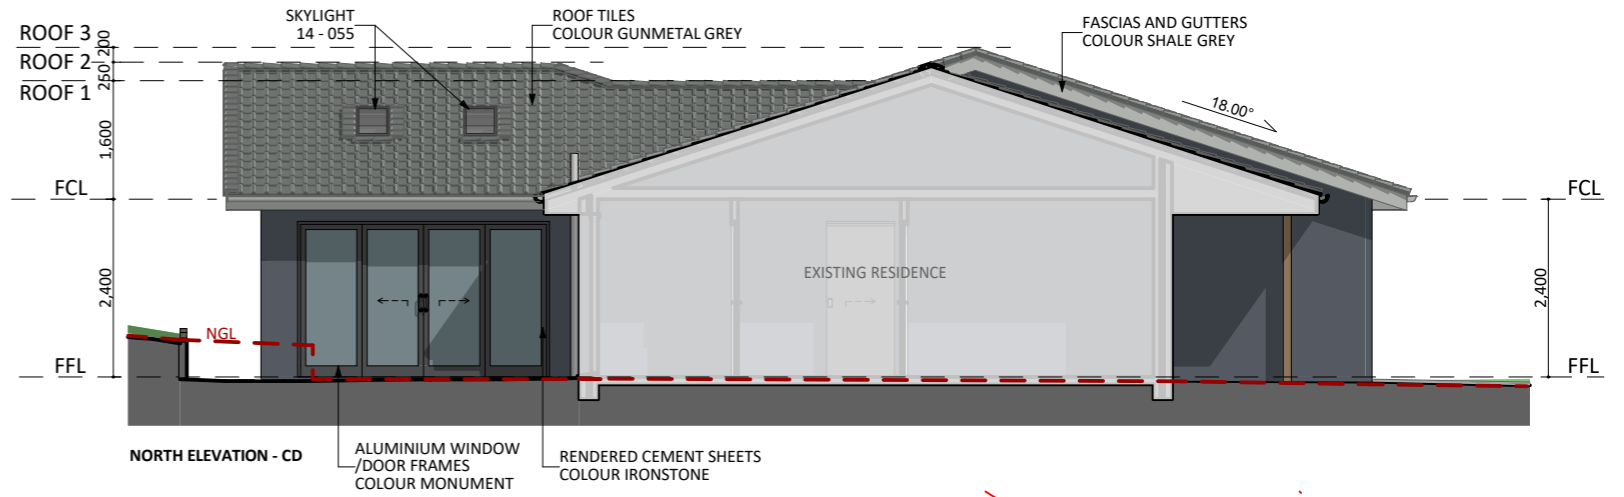 SKYLIGHT
14 - 055
ROOF TILES
COLOUR GUNMETAL GREY
FASCIAS AND GUTTERS
COLOUR SHALE GREY
ROOF 3
200
ROOF 2
250
ROOF 1
18.00°
1,600
FCL
FCL
EXISTING RESIDENCE
2,400
2,400
NGL
FFL
FFL
NORTH ELEVATION - CD
ALUMINIUM WINDOW
/DOOR FRAMES
COLOUR MONUMENT
RENDERED CEMENT SHEETS
COLOUR IRONSTONE